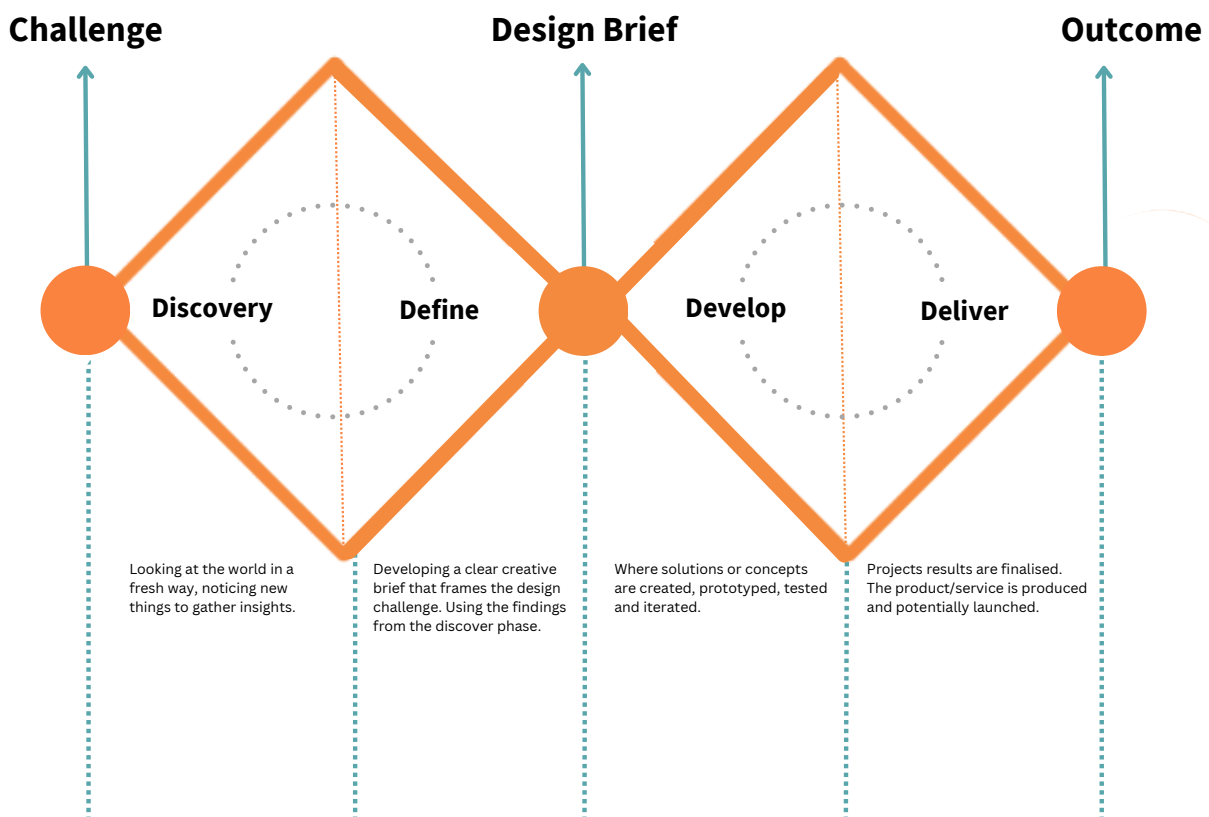 Challenge
Design Brief
Outcome
Discovery
Define
Develop
Deliver
Looking at the world in a
fresh way, noticing new
things to gather insights.
Developing a clear creative
brief that frames the design
challenge. Using the findings
from the discover phase.
Where solutions or concepts
are created, prototyped, tested
and iterated.
Projects results are finalised.
The product/service is produced
and potentially launched.